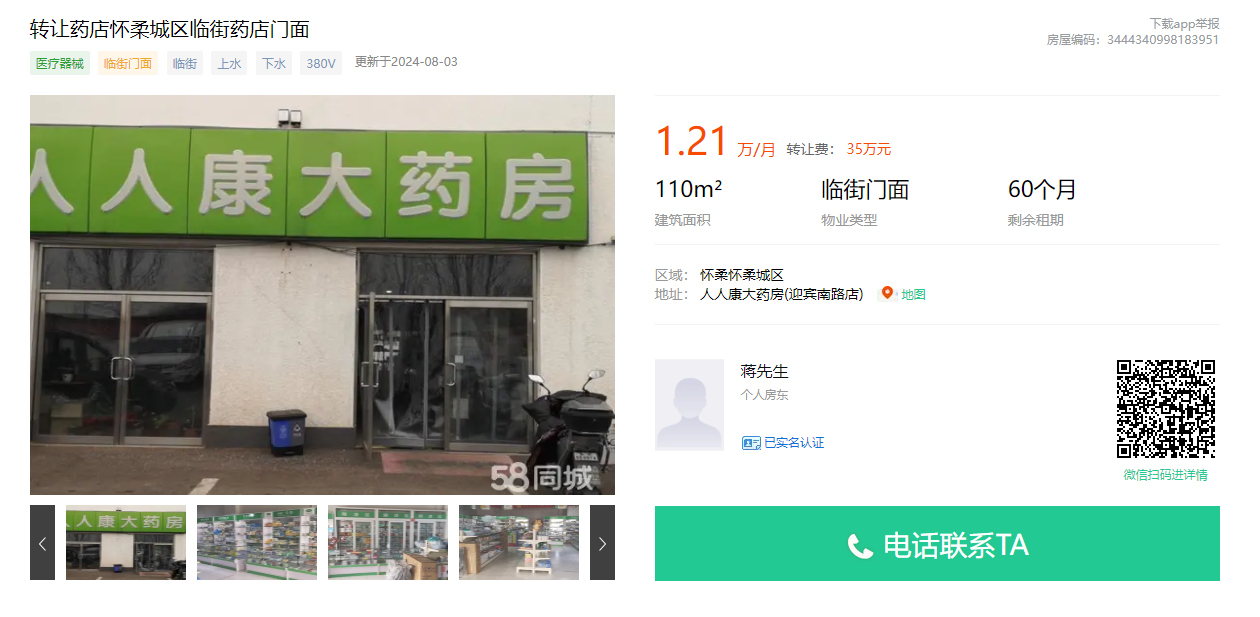 转让药店怀柔城区临街药店门面
下载app举报
房屋编码：3444340998183951
医疗器械 临街门面 临街 上水 下水 380V 更新于2024-08-03
人人康大药房
58同城
人人康大药房
1.21 万/月 转让费： 35万元
110m² 临街门面 60个月
建筑面积 物业类型 剩余租期
区域： 怀柔怀柔城区
地址： 人人康大药房(迎宾南路店) 地图
蒋先生
个人房东
已实名认证
微信扫码进详情
电话联系TA